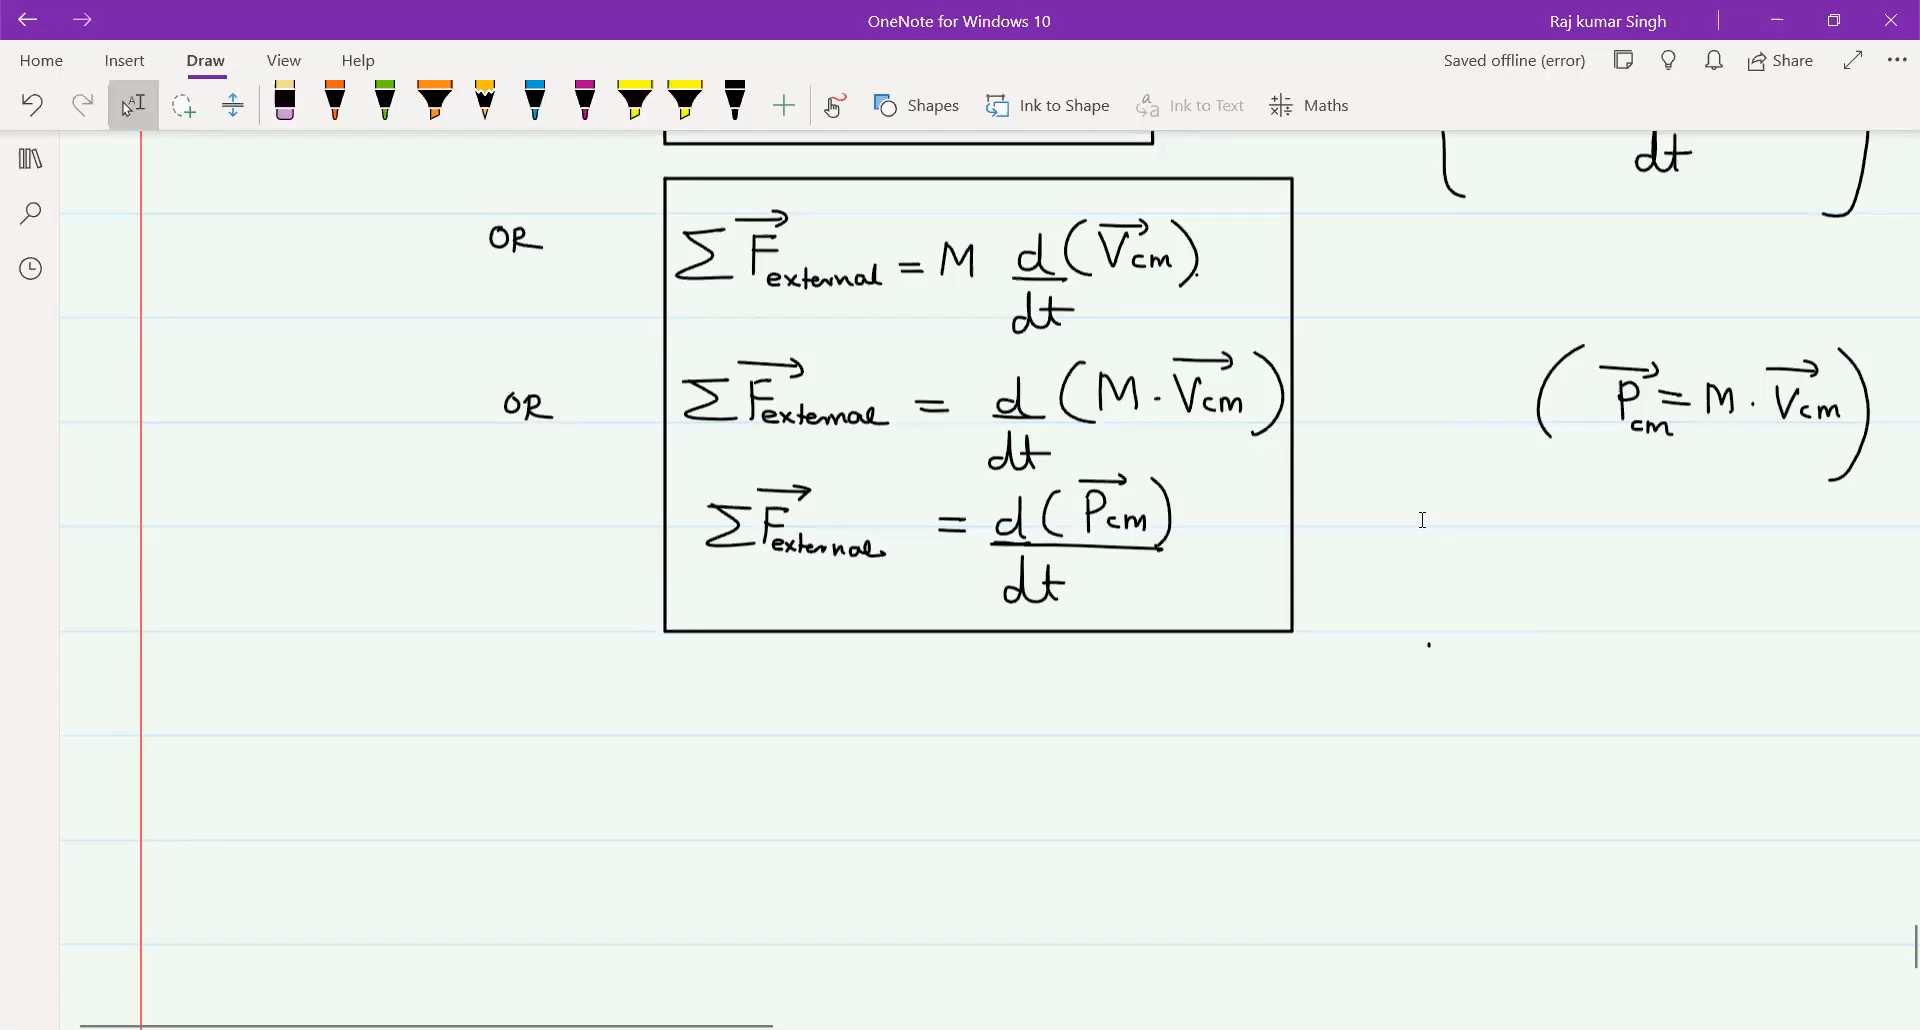 OneNote for Windows 10 Raj kumar Singh
Home Insert Draw View Help Saved offline (error) Share
Shapes Ink to Shape Ink to Text Maths
dt
OR ∑F⃗external = M d/dt (V⃗cm).
OR ∑F⃗external = d/dt (M · V⃗cm) (P⃗cm = M · V⃗cm)
∑F⃗external = d(P⃗cm)/dt